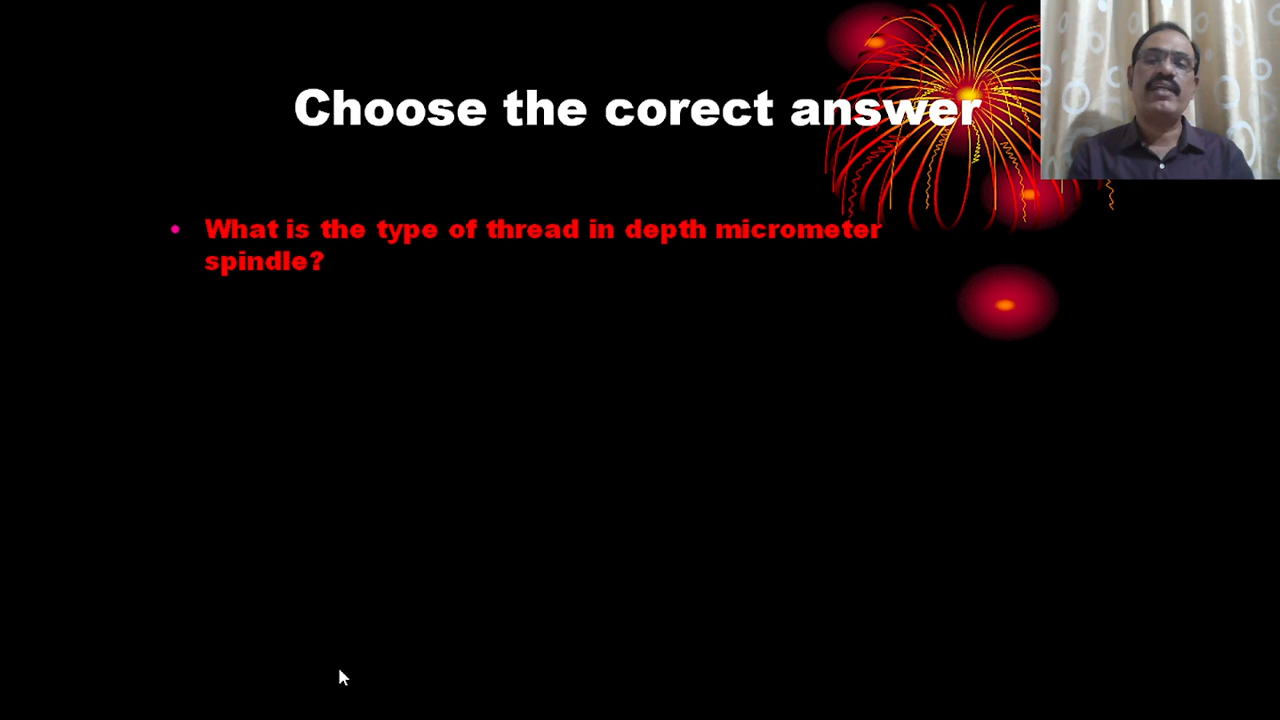 Choose the corect answer
• What is the type of thread in depth micrometer
spindle?